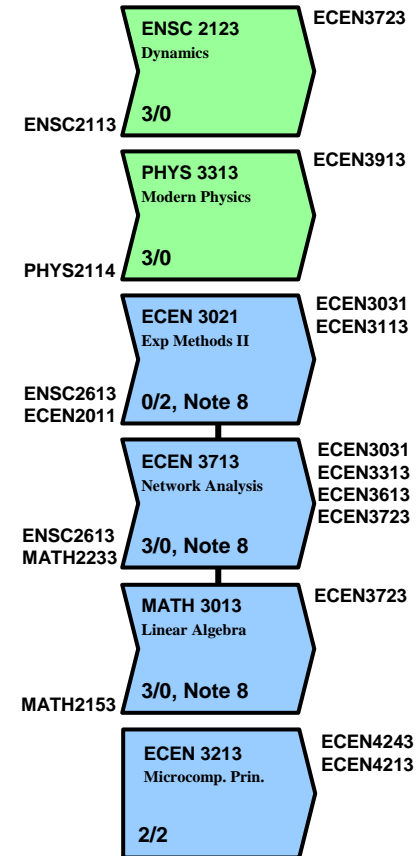 ENSC 2123
Dynamics
3/0
ENSC2113
ECEN3723
PHYS 3313
Modern Physics
3/0
PHYS2114
ECEN3913
ECEN 3021
Exp Methods II
0/2, Note 8
ENSC2613
ECEN2011
ECEN3031
ECEN3113
ECEN 3713
Network Analysis
3/0, Note 8
ENSC2613
MATH2233
ECEN3031
ECEN3313
ECEN3613
ECEN3723
MATH 3013
Linear Algebra
3/0, Note 8
MATH2153
ECEN3723
ECEN 3213
Microcomp. Prin.
2/2
ECEN4243
ECEN4213